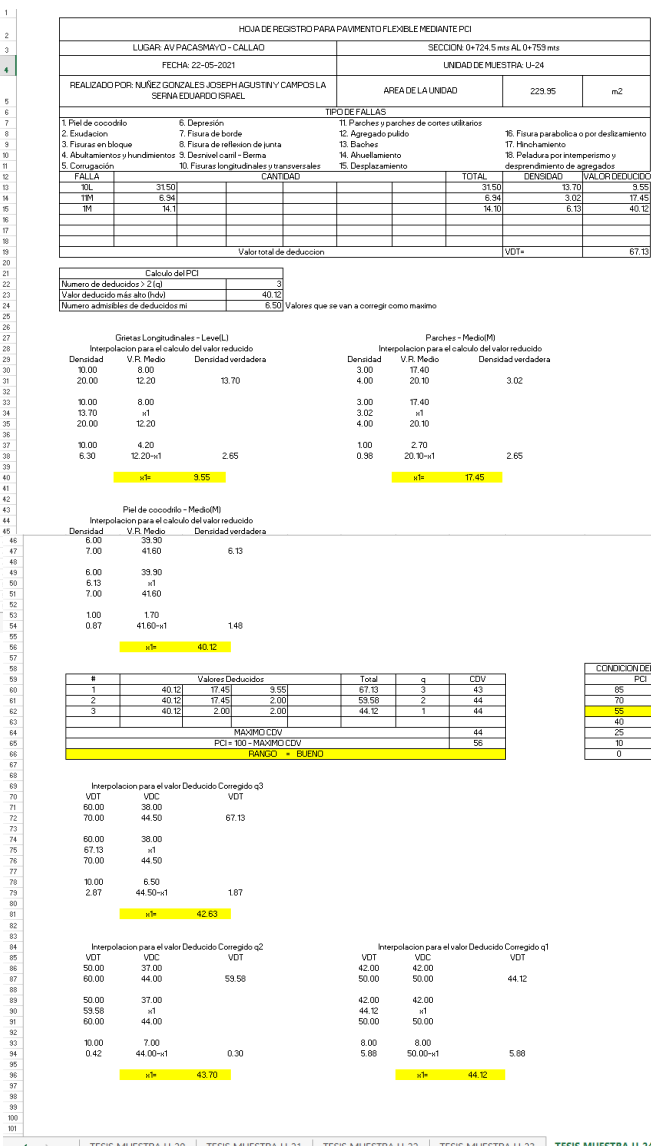 HOJA DE REGISTRO PARA PAVIMENTO FLEXIBLE MEDIANTE PCI
LUGAR: AV PACASMAYO - CALLAO SECCION: 0+724.5 mts AL 0+759 mts
FECHA: 22-05-2021 UNIDAD DE MUESTRA: U-24
REALIZADO POR: NUÑEZ GONZALES JOSEPH AGUSTIN Y CAMPOS LA SERNA EDUARDO ISRAEL AREA DE LA UNIDAD 229.95 m2
TIPO DE FALLAS
1. Piel de cocodrilo 6. Depresión 11. Parches y parches de cortes utilitarios
2. Exudacion 7. Fisura de borde 12. Agregado pulido 16. Fisura parabolica o por deslizamiento
3. Fisuras en bloque 8. Fisura de reflexion de junta 13. Baches 17. Hinchamiento
4. Abultamientos y hundimientos 9. Desnivel carril - Berma 14. Ahuellamiento 18. Peladura por intemperismo y
5. Corrugación 10. Fisuras longitudinales y transversales 15. Desplazamiento desprendimiento de agregados
FALLA CANTIDAD TOTAL DENSIDAD VALOR DEDUCIDO
10L 31.50 31.50 13.70 9.55
11M 6.94 6.94 3.02 17.45
1M 14.1 14.10 6.13 40.12
Valor total de deduccion VDT= 67.13
Calculo del PCI
Numero de deducidos > 2 (q) 3
Valor deducido más alto (hdv) 40.12
Numero admisibles de deducidos mi 6.50 Valores que se van a corregir como maximo
Grietas Longitudinales - Leve(L) Parches - Medio(M)
Interpolacion para el calculo del valor reducido Interpolacion para el calculo del valor reducido
Densidad V.R. Medio Densidad verdadera Densidad V.R. Medio Densidad verdadera
10.00 8.00 3.00 17.40
20.00 12.20 13.70 4.00 20.10 3.02
10.00 8.00 3.00 17.40
13.70 x1 3.02 x1
20.00 12.20 4.00 20.10
10.00 4.20 1.00 2.70
6.30 12.20-x1 2.65 0.98 20.10-x1 2.65
x1= 9.55 x1= 17.45
Piel de cocodrilo - Medio(M)
Interpolacion para el calculo del valor reducido
Densidad V.R. Medio Densidad verdadera
6.00 39.90
7.00 41.60 6.13
6.00 39.90
6.13 x1
7.00 41.60
1.00 1.70
0.87 41.60-x1 1.48
x1= 40.12
CONDICION DE
# Valores Deducidos Total q CDV PCI
1 40.12 17.45 9.55 67.13 3 43 85
2 40.12 17.45 2.00 59.58 2 44 70
3 40.12 2.00 2.00 44.12 1 44 55
40
MAXIMO CDV 44 25
PCI = 100 - MAXIMO CDV 56 10
RANGO = BUENO 0
Interpolacion para el valor Deducido Corregido q3
VDT VDC VDT
60.00 38.00
70.00 44.50 67.13
60.00 38.00
67.13 x1
70.00 44.50
10.00 6.50
2.87 44.50-x1 1.87
x1= 42.63
Interpolacion para el valor Deducido Corregido q2 Interpolacion para el valor Deducido Corregido q1
VDT VDC VDT VDT VDC VDT
50.00 37.00 42.00 42.00
60.00 44.00 59.58 50.00 50.00 44.12
50.00 37.00 42.00 42.00
59.58 x1 44.12 x1
60.00 44.00 50.00 50.00
10.00 7.00 8.00 8.00
0.42 44.00-x1 0.30 5.88 50.00-x1 5.88
x1= 43.70 x1= 44.12